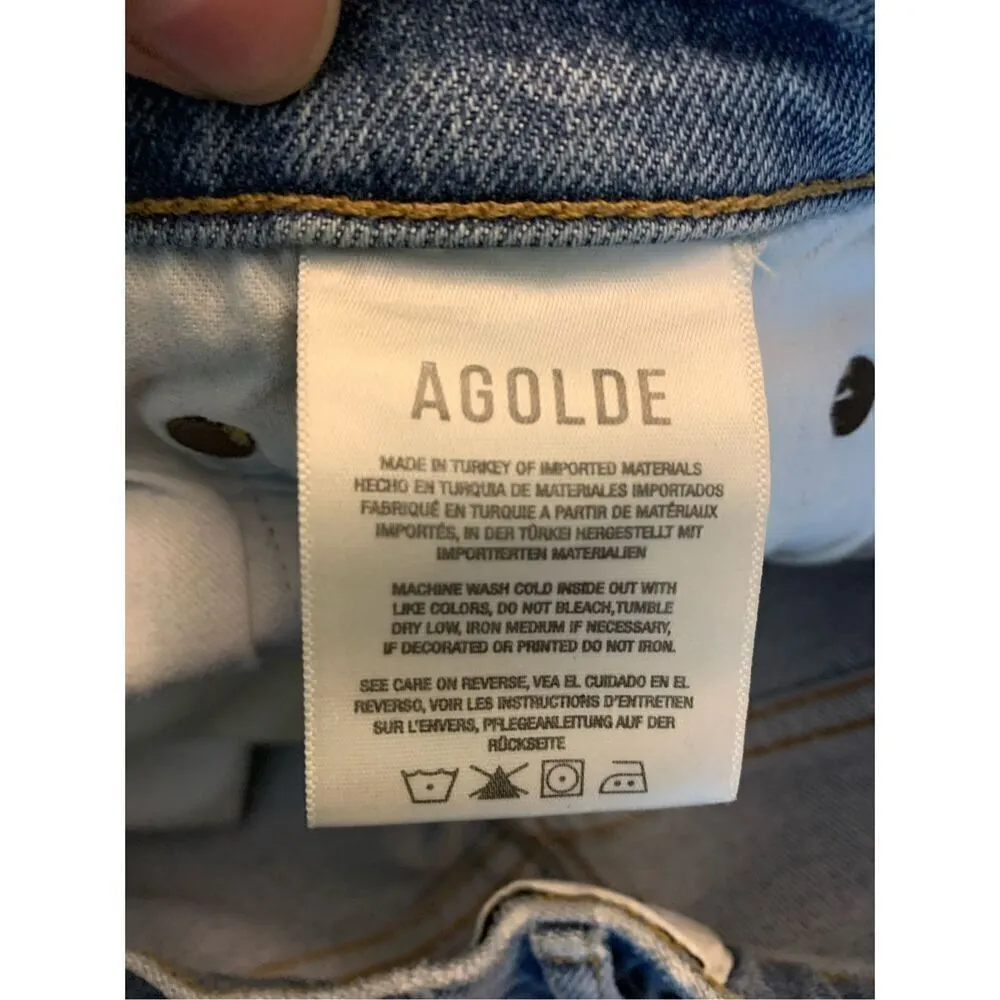 AGOLDE
MADE IN TURKEY OF IMPORTED MATERIALS
HECHO EN TURQUIA DE MATERIALES IMPORTADOS
FABRIQUÉ EN TURQUIE A PARTIR DE MATÉRIAUX
IMPORTÉS, IN DER TÜRKEI HERGESTELLT MIT
IMPORTIERTEN MATERIALIEN
MACHINE WASH COLD INSIDE OUT WITH
LIKE COLORS, DO NOT BLEACH,TUMBLE
DRY LOW, IRON MEDIUM IF NECESSARY,
IF DECORATED OR PRINTED DO NOT IRON.
SEE CARE ON REVERSE, VEA EL CUIDADO EN EL
REVERSO, VOIR LES INSTRUCTIONS D'ENTRETIEN
SUR L'ENVERS, PFLEGEANLEITUNG AUF DER
RÜCKSEITE